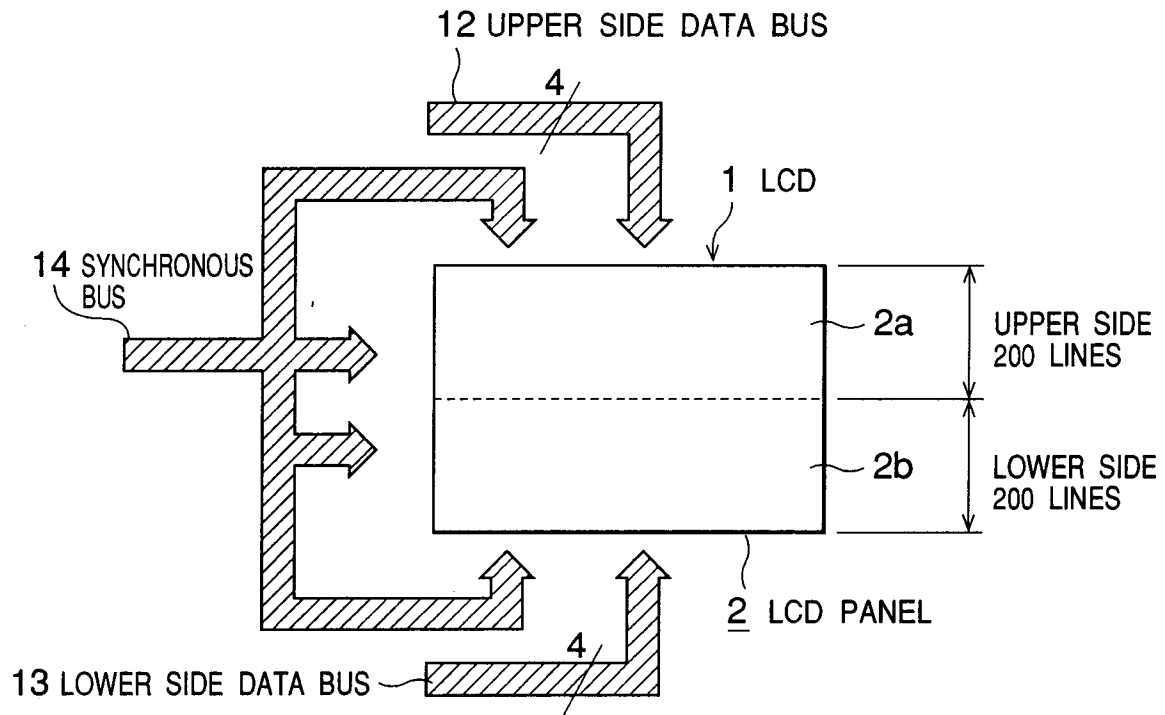 12 UPPER SIDE DATA BUS
4
1 LCD
14 SYNCHRONOUS
BUS
2a
UPPER SIDE
200 LINES
2b
LOWER SIDE
200 LINES
2 LCD PANEL
4
13 LOWER SIDE DATA BUS